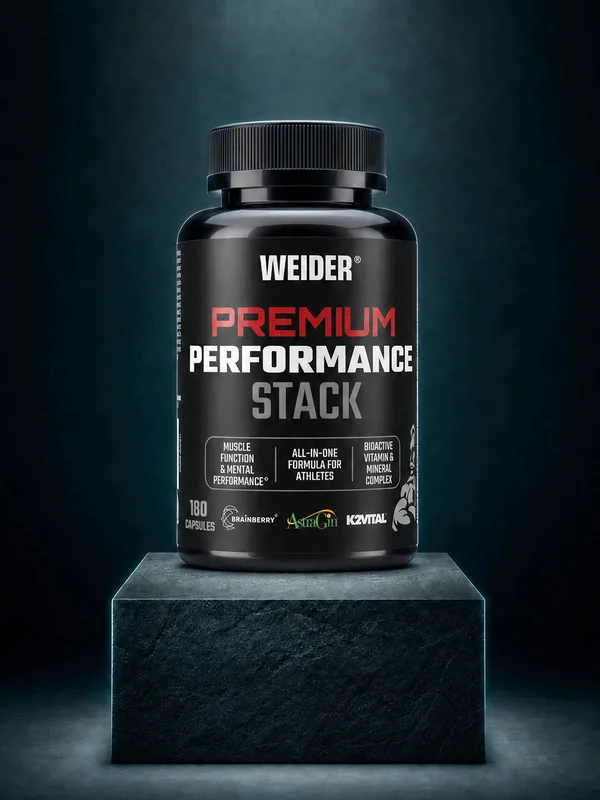 WEIDER®
PREMIUM
PERFORMANCE
STACK
MUSCLE
FUNCTION
& MENTAL
PERFORMANCE°
ALL-IN-ONE
FORMULA FOR
ATHLETES
BIOACTIVE
VITAMIN &
MINERAL
COMPLEX
180
CAPSULES
BRAINBERRY®
AstraGin®
K2VITAL®